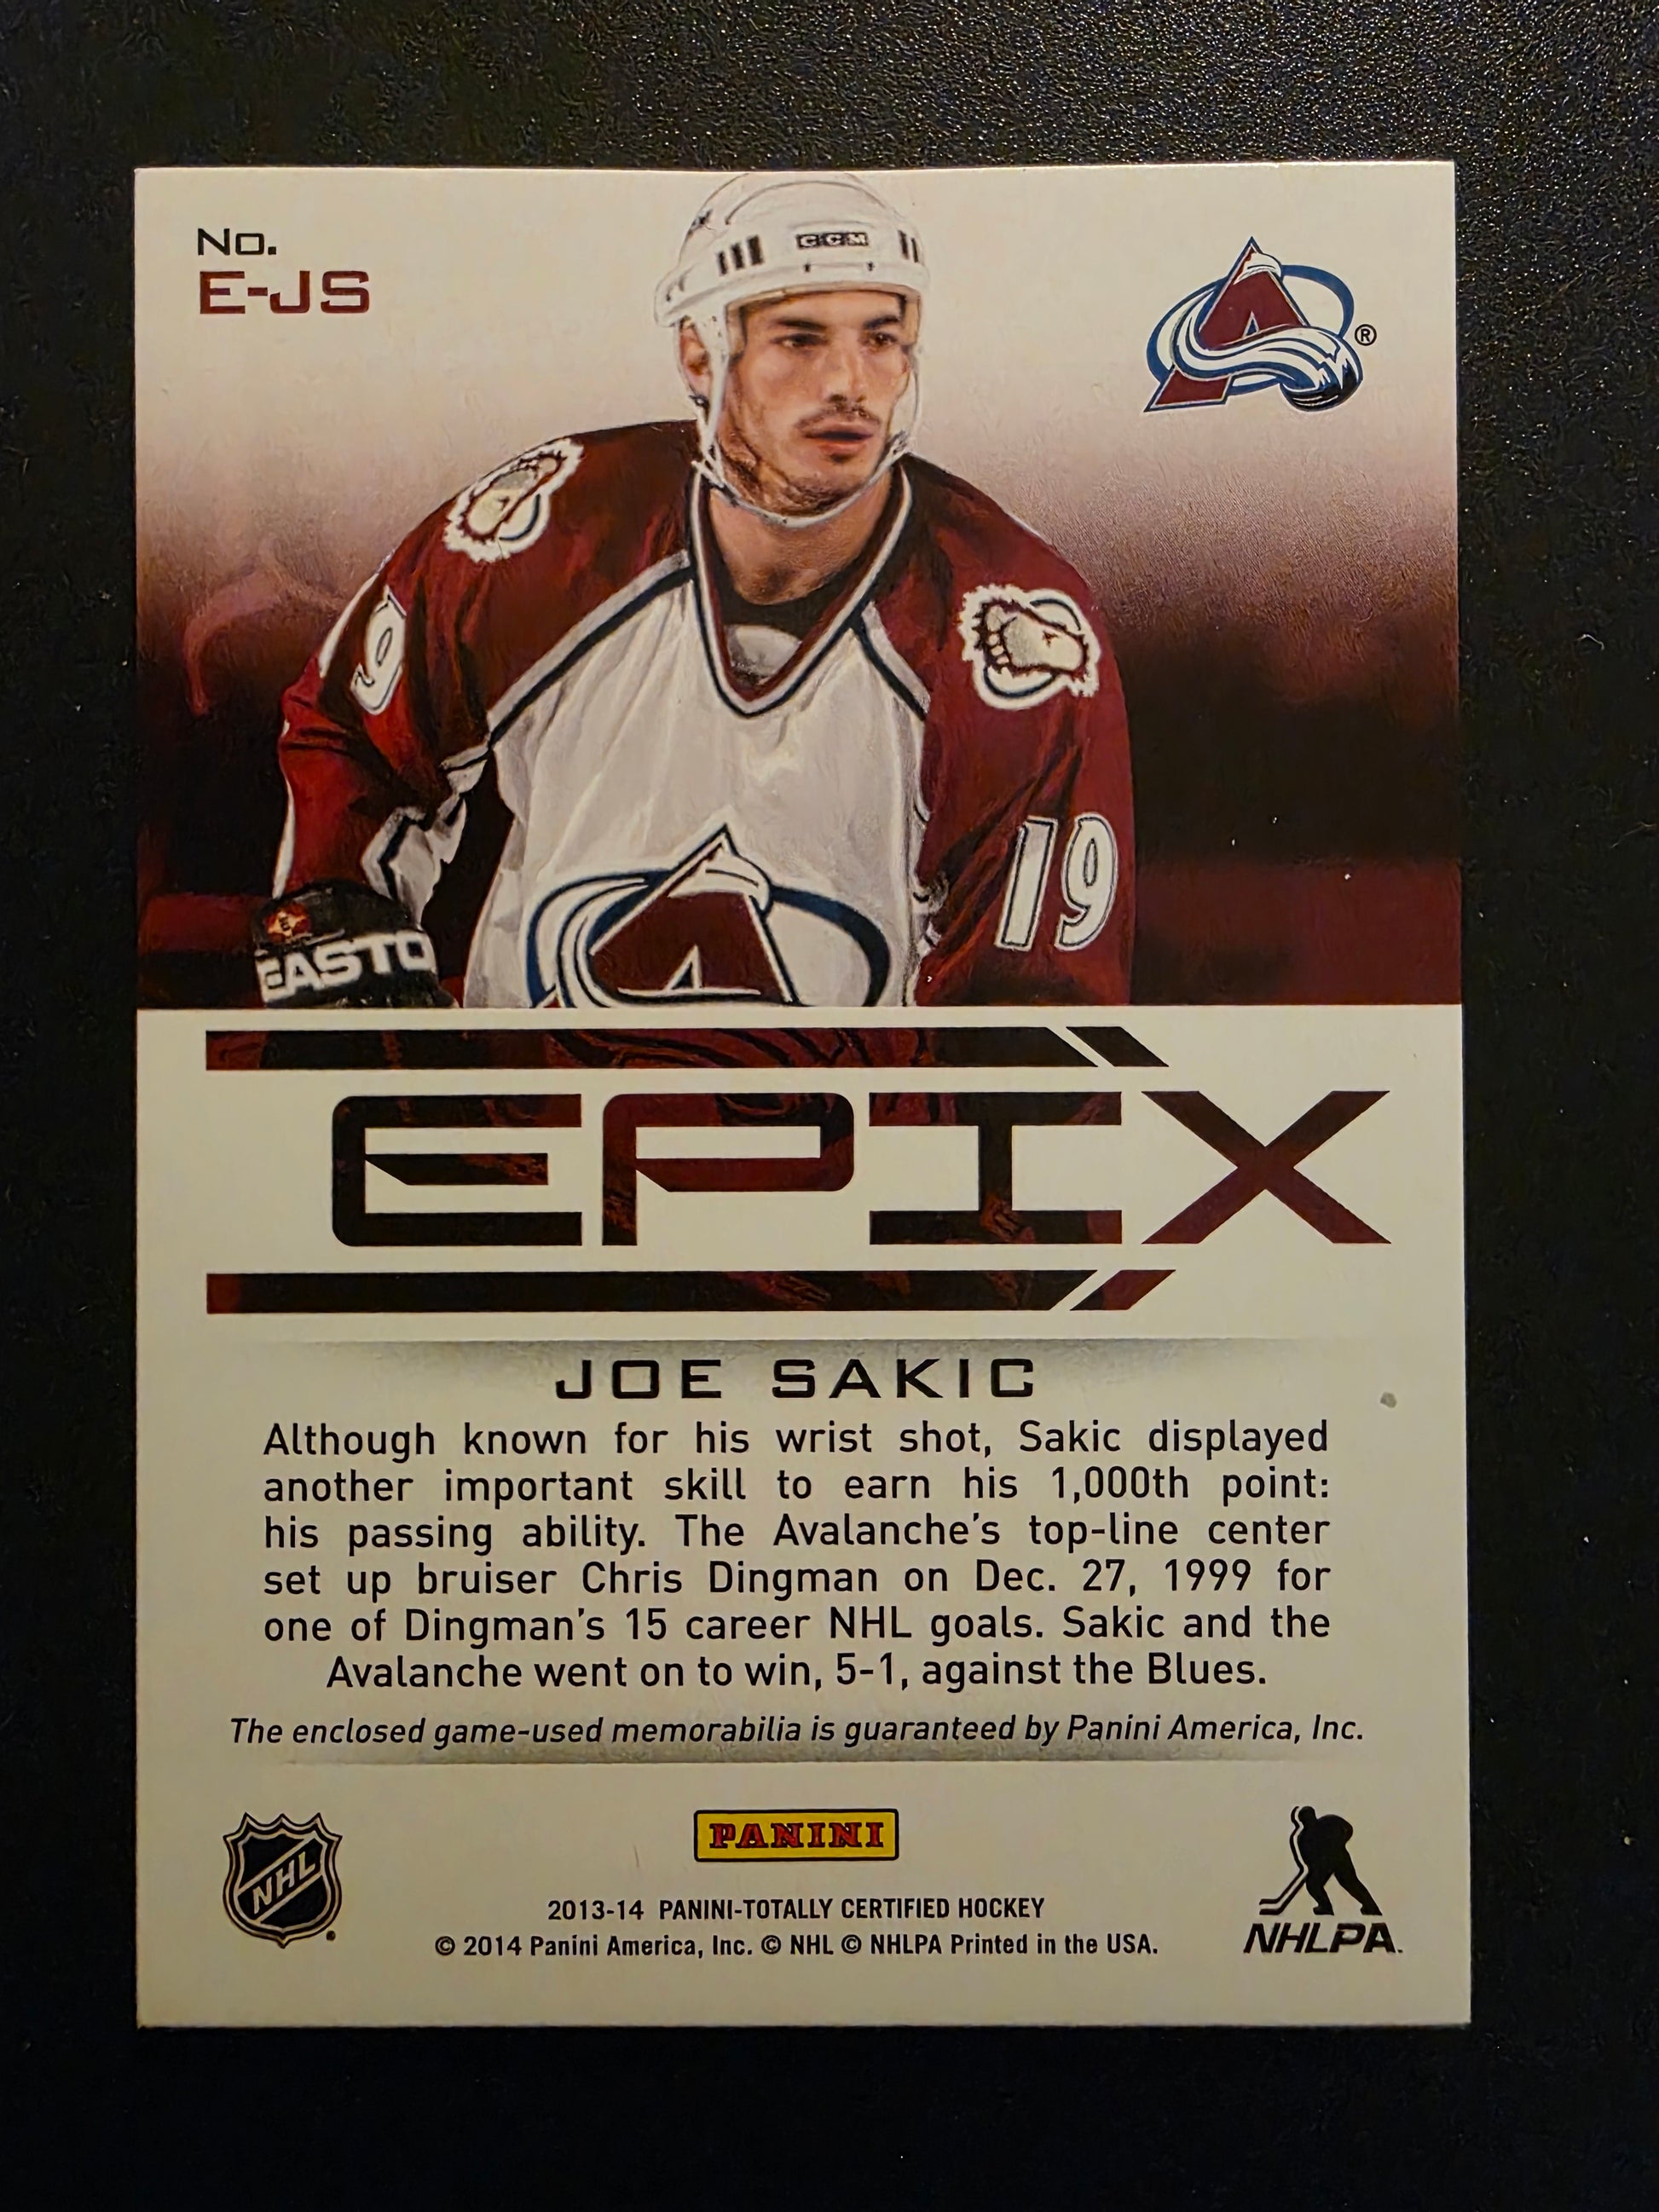 No.
E-JS
CCM
®
9
19
EASTO
EPIX
JOE SAKIC
Although known for his wrist shot, Sakic displayed
another important skill to earn his 1,000th point:
his passing ability. The Avalanche's top-line center
set up bruiser Chris Dingman on Dec. 27, 1999 for
one of Dingman's 15 career NHL goals. Sakic and the
Avalanche went on to win, 5-1, against the Blues.
The enclosed game-used memorabilia is guaranteed by Panini America, Inc.
NHL
PANINI
NHLPA.
2013-14 PANINI-TOTALLY CERTIFIED HOCKEY
© 2014 Panini America, Inc. © NHL © NHLPA Printed in the USA.